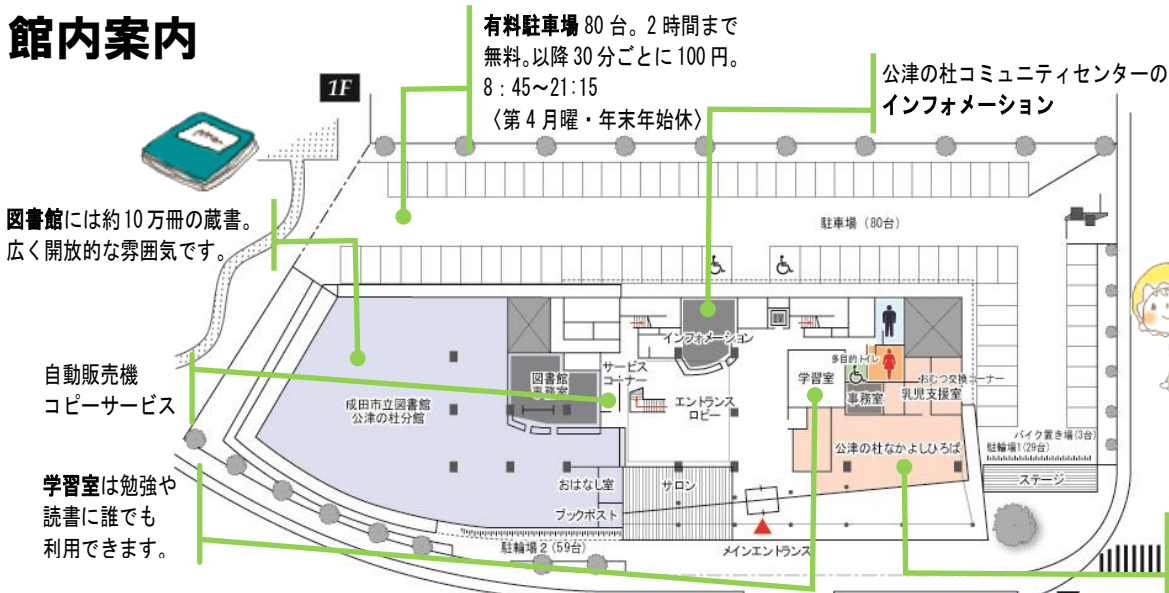 館内案内
有料駐車場 80 台。2 時間まで
無料。以降 30 分ごとに 100 円。
8:45～21:15
〈第 4 月曜・年末年始休〉
公津の杜コミュニティセンターの
インフォメーション
1F
図書館には約 10 万冊の蔵書。
広く開放的な雰囲気です。
駐車場（80台）
自動販売機
コピーサービス
学習室は勉強や
読書に誰でも
利用できます。
インフォメーション
サービス
コーナー
図書館
事務室
成田市立図書館
公津の杜分館
エントランス
ロビー
学習室
多目的トイレ
おむつ交換コーナー
事務室
乳児支援室
公津の杜なかよしひろば
バイク置き場(3台)
駐輪場1(29台)
ステージ
おはなし室
サロン
ブックポスト
駐輪場2(59台)
メインエントランス